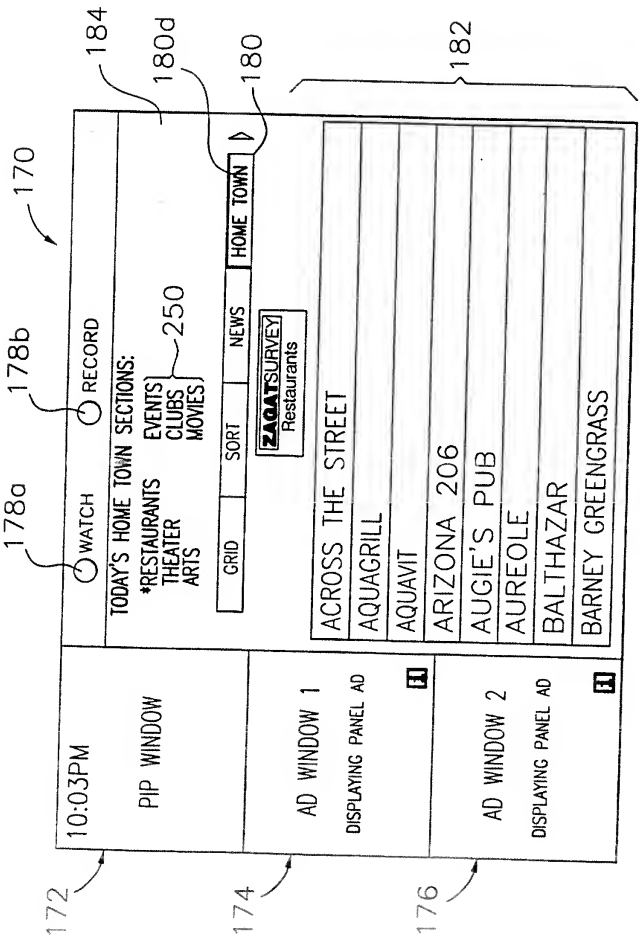 178a
178b
170
184
180d
180
182
172
174
176
10:03PM
PIP WINDOW
AD WINDOW 1
DISPLAYING PANEL AD
i
AD WINDOW 2
DISPLAYING PANEL AD
i
WATCH
RECORD
TODAY'S HOME TOWN SECTIONS:
*RESTAURANTS EVENTS
THEATER CLUBS
ARTS MOVIES
250
GRID SORT NEWS HOME TOWN
ZAGATSURVEY
Restaurants
ACROSS THE STREET
AQUAGRILL
AQUAVIT
ARIZONA 206
AUGIE'S PUB
AUREOLE
BALTHAZAR
BARNEY GREENGRASS